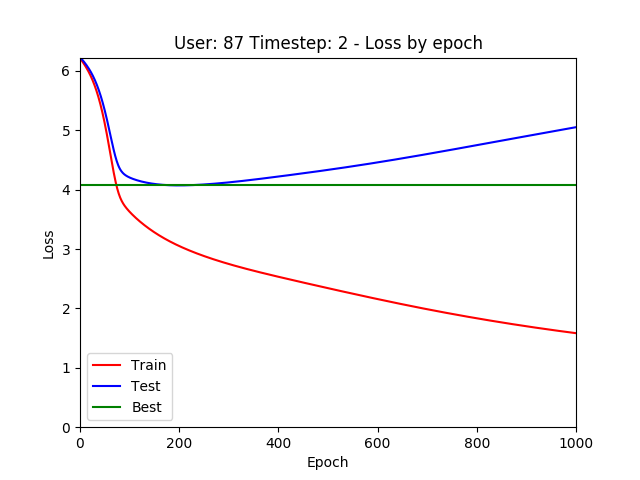 User: 87 Timestep: 2 - Loss by epoch
6
5
4
3
2
1
0
Loss
Train
Test
Best
0 200 400 600 800 1000
Epoch